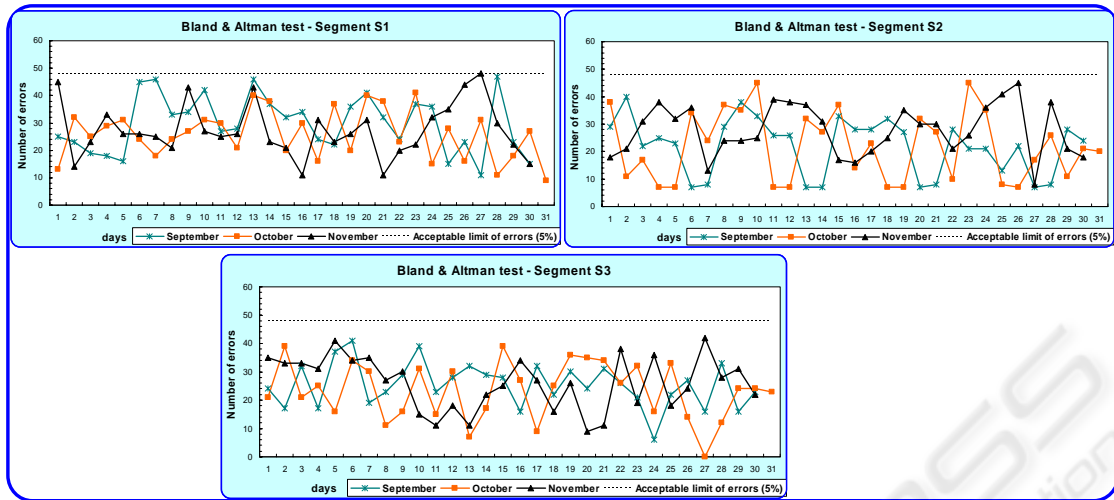 Bland & Altman test - Segment S1
Number of errors
60
50
40
30
20
10
0
1 2 3 4 5 6 7 8 9 10 11 12 13 14 15 16 17 18 19 20 21 22 23 24 25 26 27 28 29 30 31
days
September October November Acceptable limit of errors (5%)
Bland & Altman test - Segment S2
Number of errors
60
50
40
30
20
10
0
1 2 3 4 5 6 7 8 9 10 11 12 13 14 15 16 17 18 19 20 21 22 23 24 25 26 27 28 29 30 31
days
September October November Acceptable limit of errors (5%)
Bland & Altman test - Segment S3
Number of errors
60
50
40
30
20
10
0
1 2 3 4 5 6 7 8 9 10 11 12 13 14 15 16 17 18 19 20 21 22 23 24 25 26 27 28 29 30 31
days
September October November Acceptable limit of errors (5%)